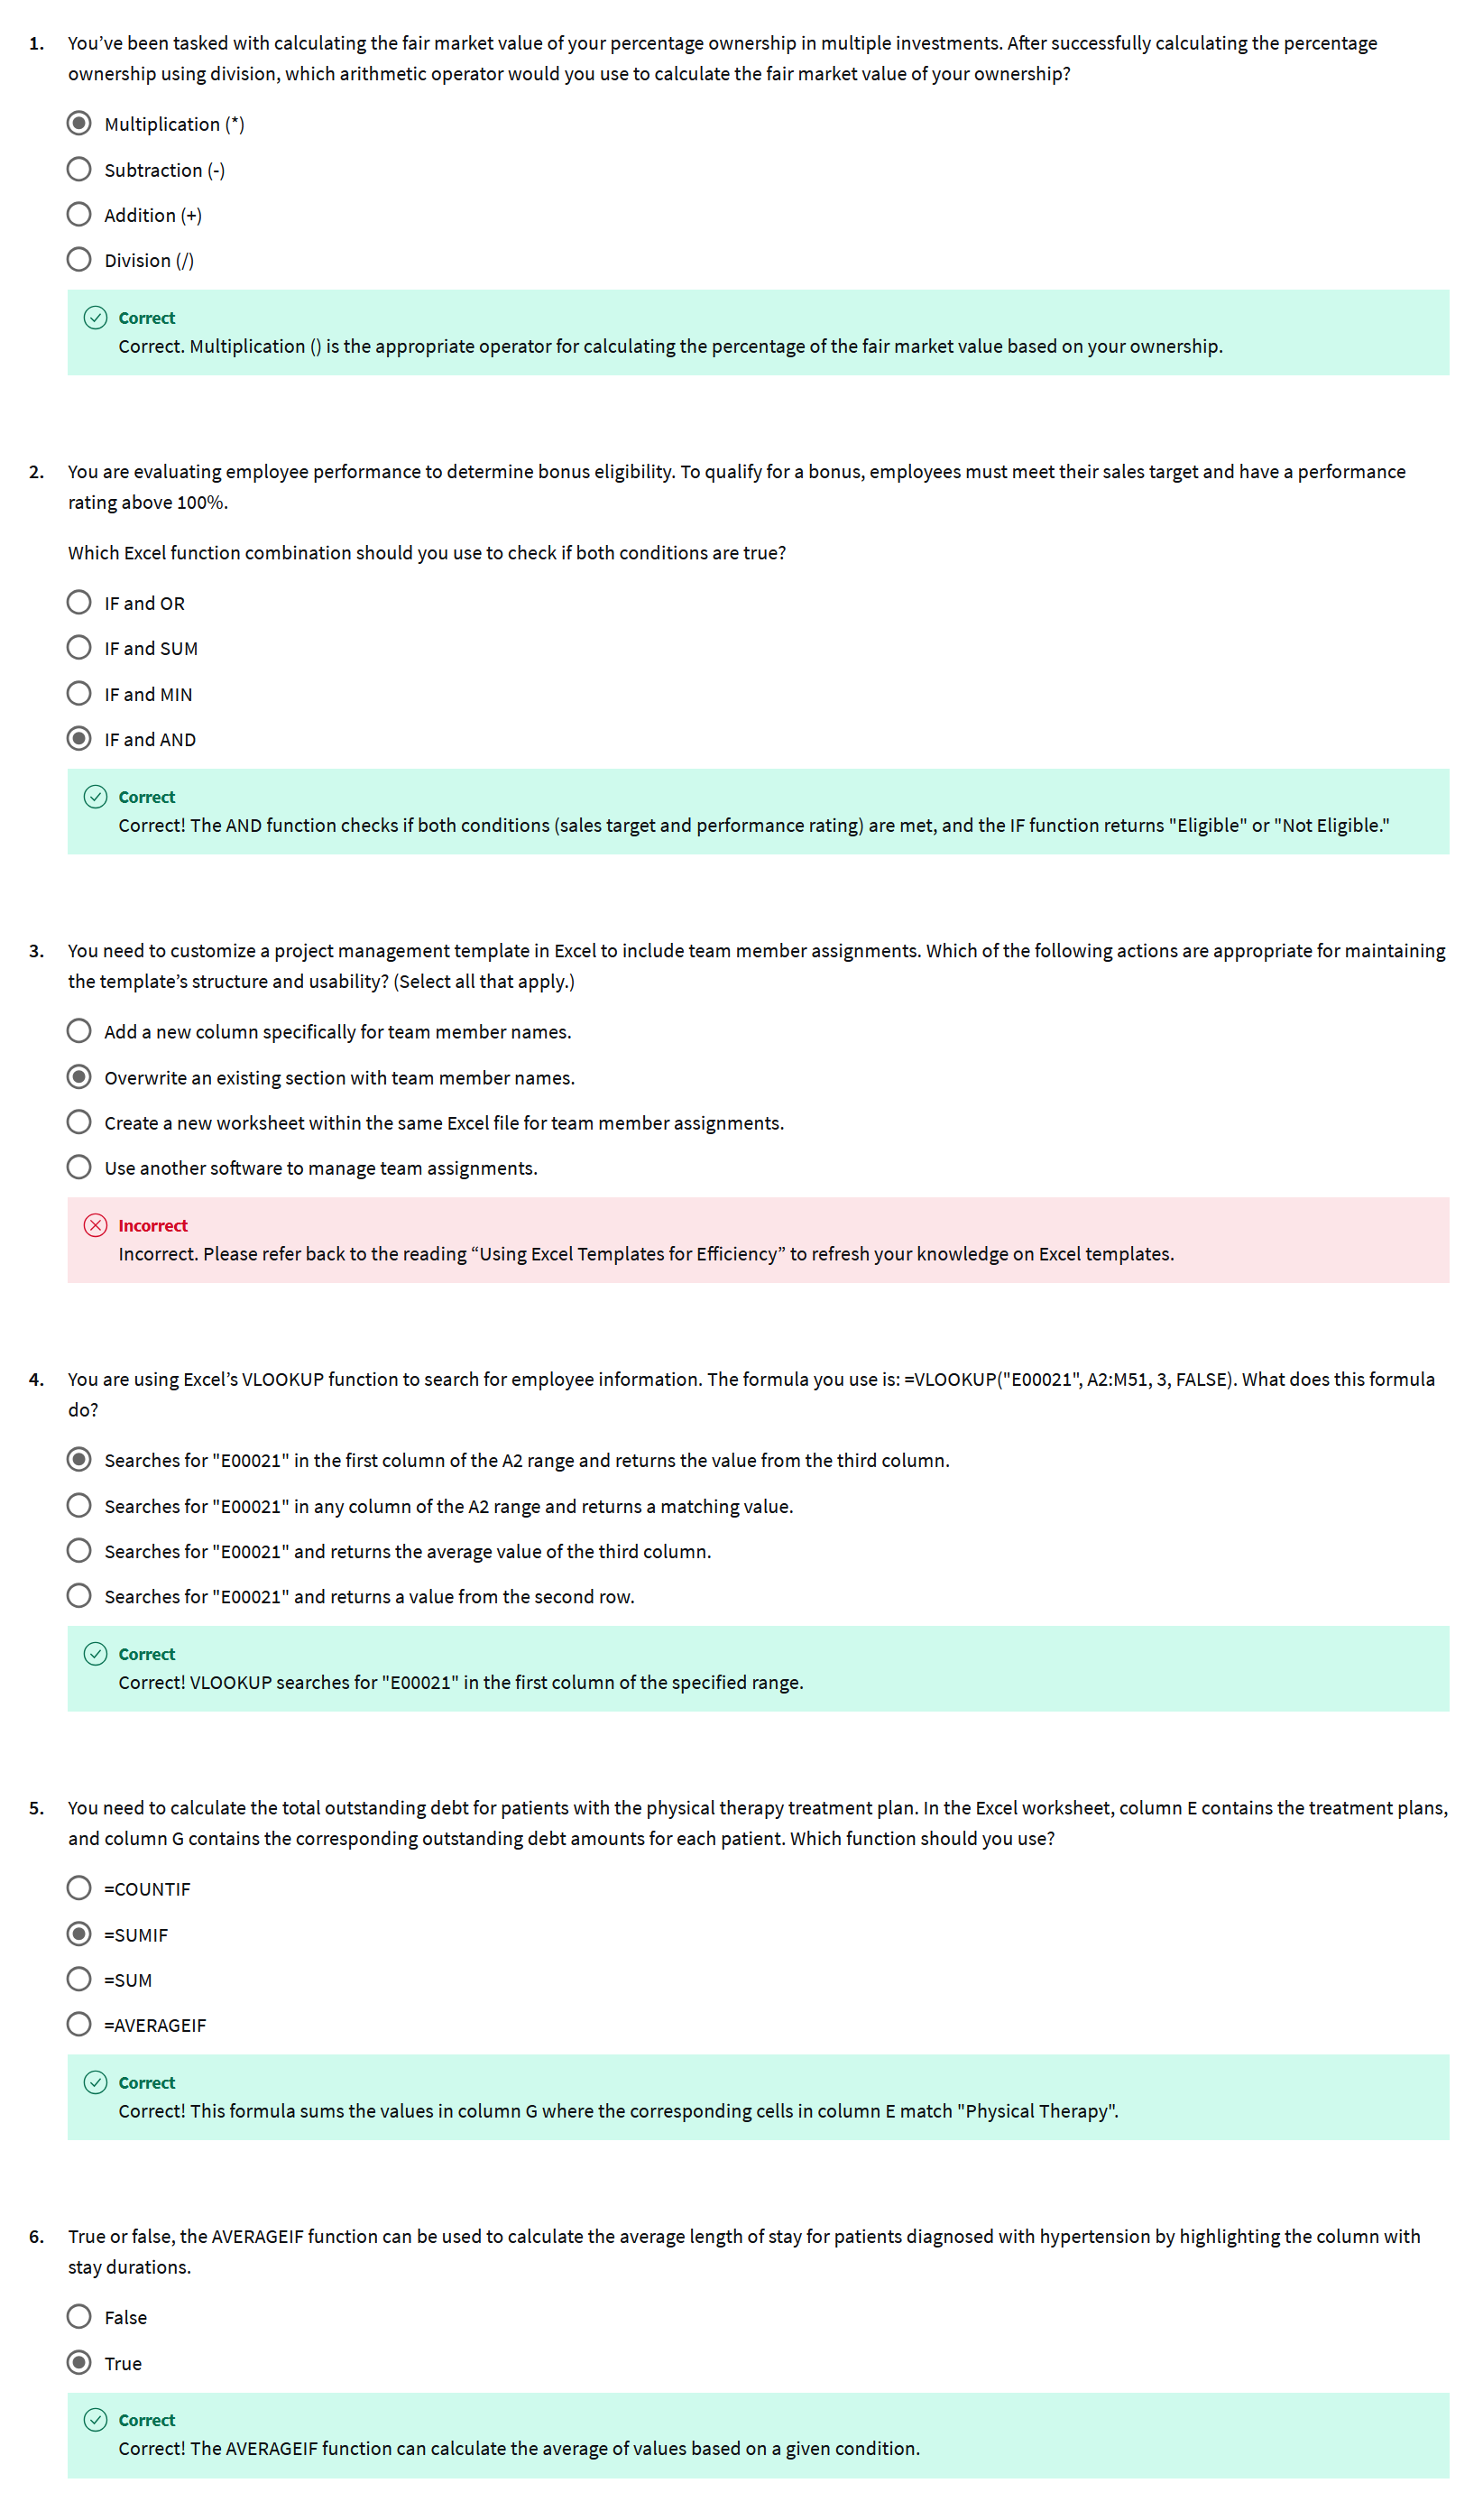 1. You’ve been tasked with calculating the fair market value of your percentage ownership in multiple investments. After successfully calculating the percentage
ownership using division, which arithmetic operator would you use to calculate the fair market value of your ownership?
Multiplication (*)
Subtraction (-)
Addition (+)
Division (/)
Correct
Correct. Multiplication () is the appropriate operator for calculating the percentage of the fair market value based on your ownership.
2. You are evaluating employee performance to determine bonus eligibility. To qualify for a bonus, employees must meet their sales target and have a performance
rating above 100%.
Which Excel function combination should you use to check if both conditions are true?
IF and OR
IF and SUM
IF and MIN
IF and AND
Correct
Correct! The AND function checks if both conditions (sales target and performance rating) are met, and the IF function returns "Eligible" or "Not Eligible."
3. You need to customize a project management template in Excel to include team member assignments. Which of the following actions are appropriate for maintaining
the template’s structure and usability? (Select all that apply.)
Add a new column specifically for team member names.
Overwrite an existing section with team member names.
Create a new worksheet within the same Excel file for team member assignments.
Use another software to manage team assignments.
Incorrect
Incorrect. Please refer back to the reading “Using Excel Templates for Efficiency” to refresh your knowledge on Excel templates.
4. You are using Excel’s VLOOKUP function to search for employee information. The formula you use is: =VLOOKUP("E00021", A2:M51, 3, FALSE). What does this formula
do?
Searches for "E00021" in the first column of the A2 range and returns the value from the third column.
Searches for "E00021" in any column of the A2 range and returns a matching value.
Searches for "E00021" and returns the average value of the third column.
Searches for "E00021" and returns a value from the second row.
Correct
Correct! VLOOKUP searches for "E00021" in the first column of the specified range.
5. You need to calculate the total outstanding debt for patients with the physical therapy treatment plan. In the Excel worksheet, column E contains the treatment plans,
and column G contains the corresponding outstanding debt amounts for each patient. Which function should you use?
=COUNTIF
=SUMIF
=SUM
=AVERAGEIF
Correct
Correct! This formula sums the values in column G where the corresponding cells in column E match "Physical Therapy".
6. True or false, the AVERAGEIF function can be used to calculate the average length of stay for patients diagnosed with hypertension by highlighting the column with
stay durations.
False
True
Correct
Correct! The AVERAGEIF function can calculate the average of values based on a given condition.